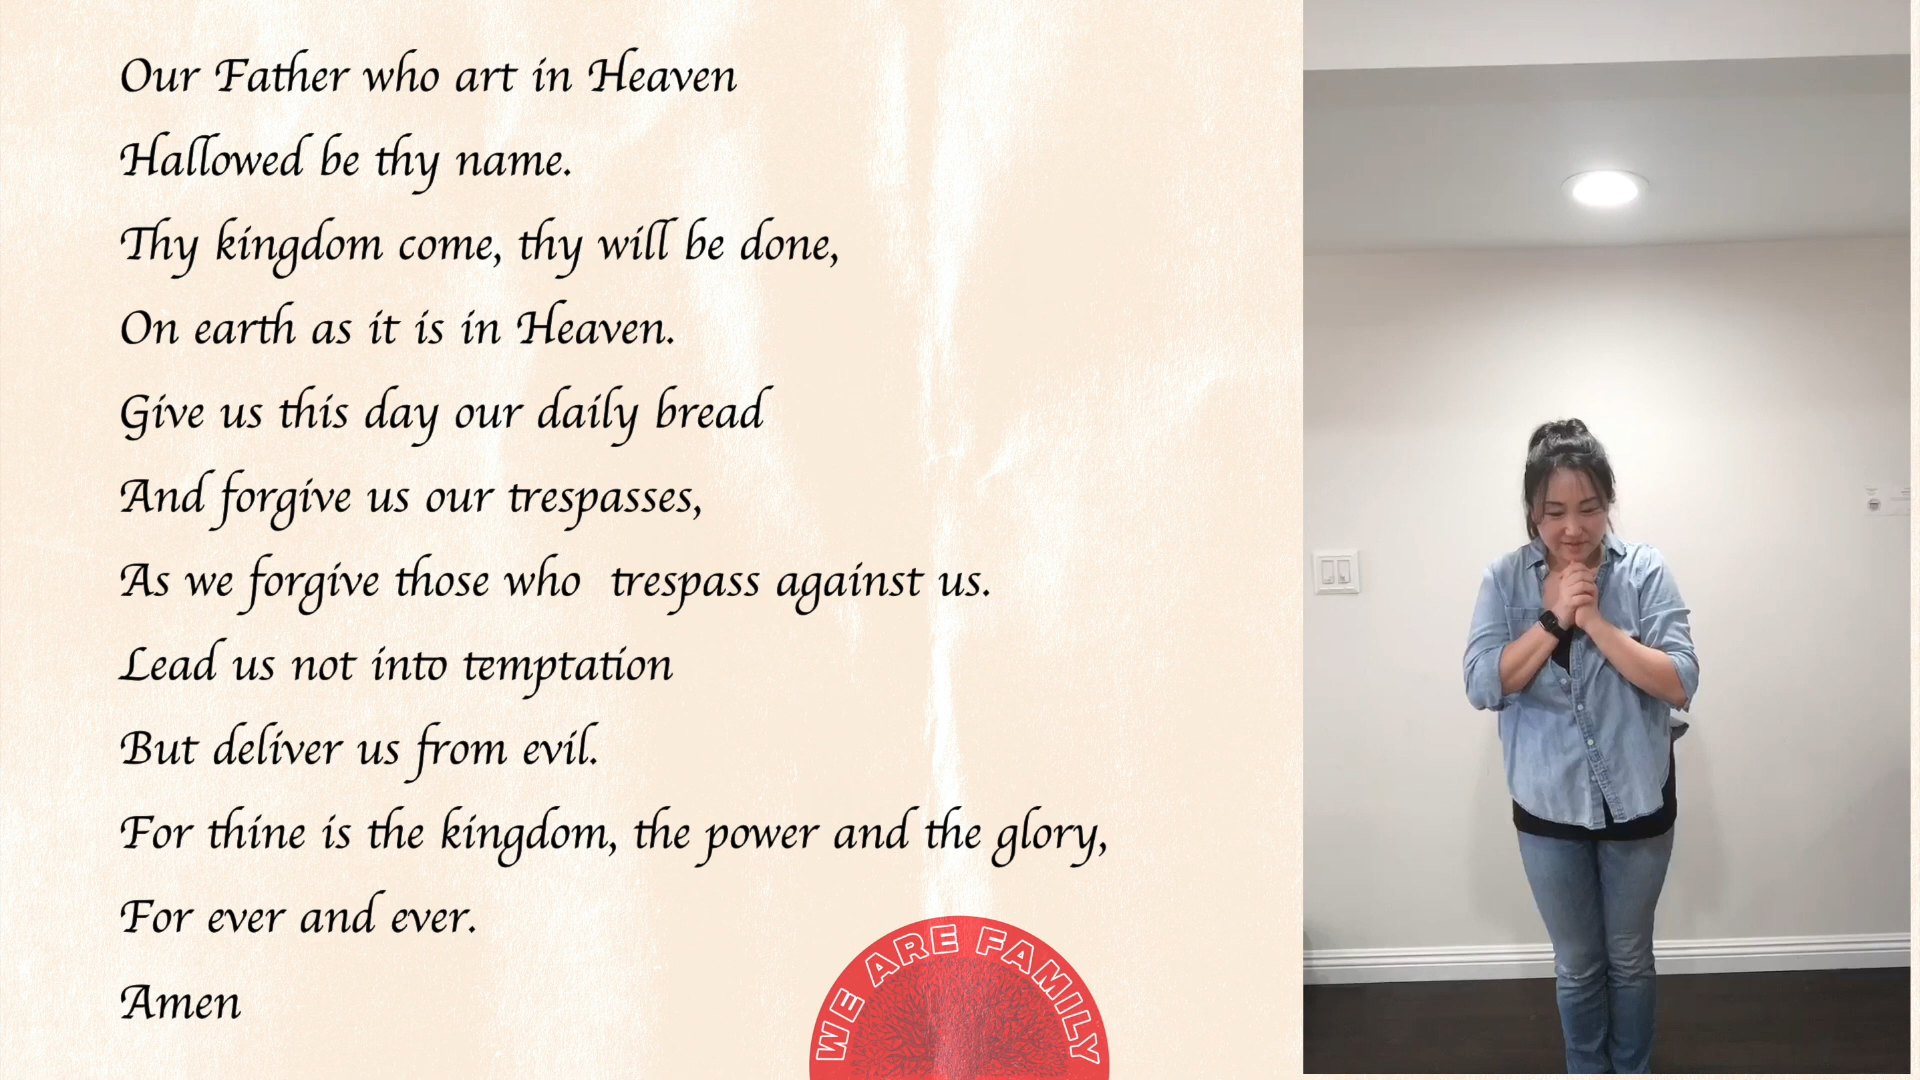 Our Father who art in Heaven
Hallowed be thy name.
Thy kingdom come, thy will be done,
On earth as it is in Heaven.
Give us this day our daily bread
And forgive us our trespasses,
As we forgive those who  trespass against us.
Lead us not into temptation
But deliver us from evil.
For thine is the kingdom, the power and the glory,
For ever and ever.
Amen
WE ARE FAMILY